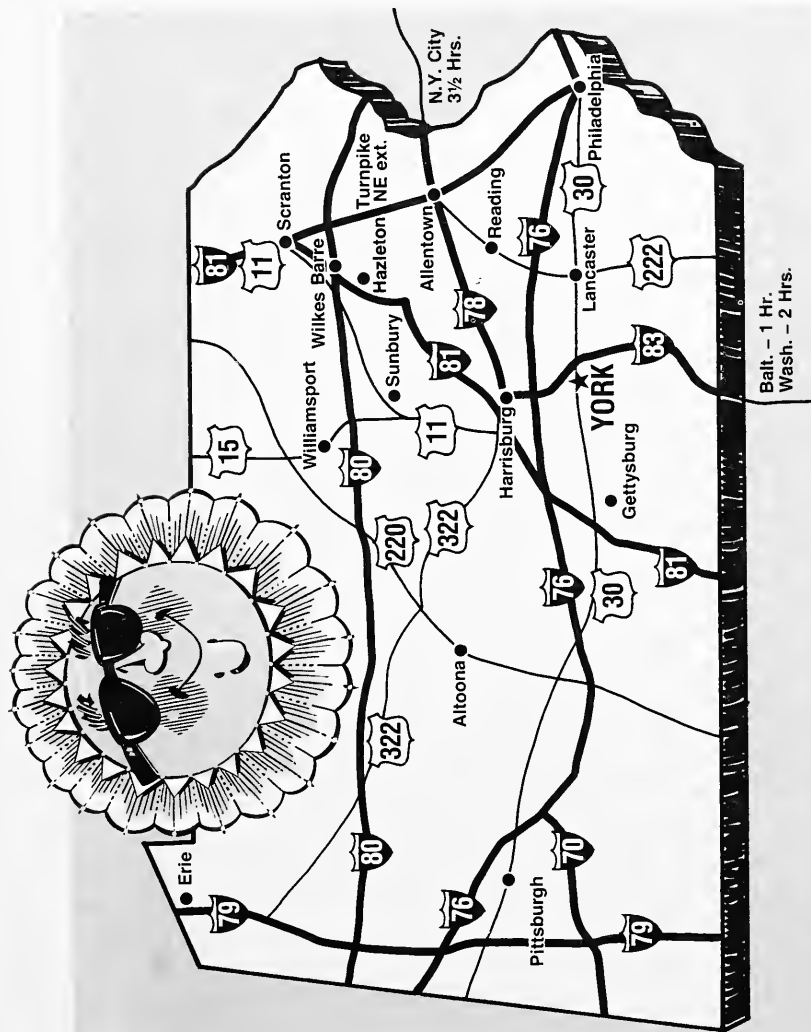 Erie
79
322
80
76
Pittsburgh
70
79
80
322
Altoona
220
322
76
30
81
15
Williamsport
Sunbury
11
81
Harrisburg
Gettysburg
YORK
83
81
11
Scranton
Wilkes Barre
Hazleton
Turnpike
NE ext.
Allentown
78
Reading
76
Lancaster
30
222
Philadelphia
N.Y. City
3½ Hrs.
Balt. – 1 Hr.
Wash. – 2 Hrs.